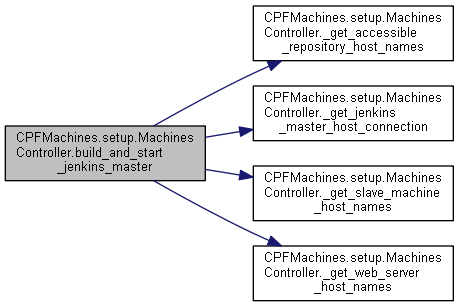 CPFMachines.setup.Machines
Controller._get_accessible
_repository_host_names
CPFMachines.setup.Machines
Controller._get_jenkins
_master_host_connection
CPFMachines.setup.Machines
Controller.build_and_start
_jenkins_master
CPFMachines.setup.Machines
Controller._get_slave_machine
_host_names
CPFMachines.setup.Machines
Controller._get_web_server
_host_names